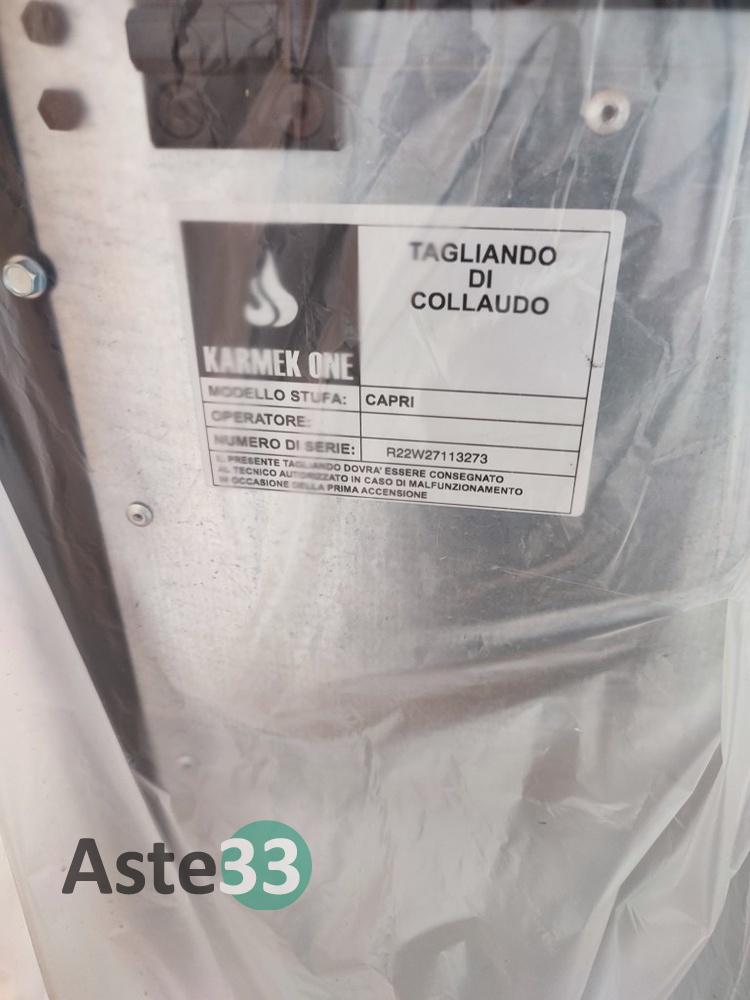 TAGLIANDO
DI
COLLAUDO
KARMEK ONE
MODELLO STUFA: CAPRI
OPERATORE:
NUMERO DI SERIE: R22W27113273
IL PRESENTE TAGLIANDO DOVRA' ESSERE CONSEGNATO
AL TECNICO AUTORIZZATO IN CASO DI MALFUNZIONAMENTO
IN OCCASIONE DELLA PRIMA ACCENSIONE
Aste33